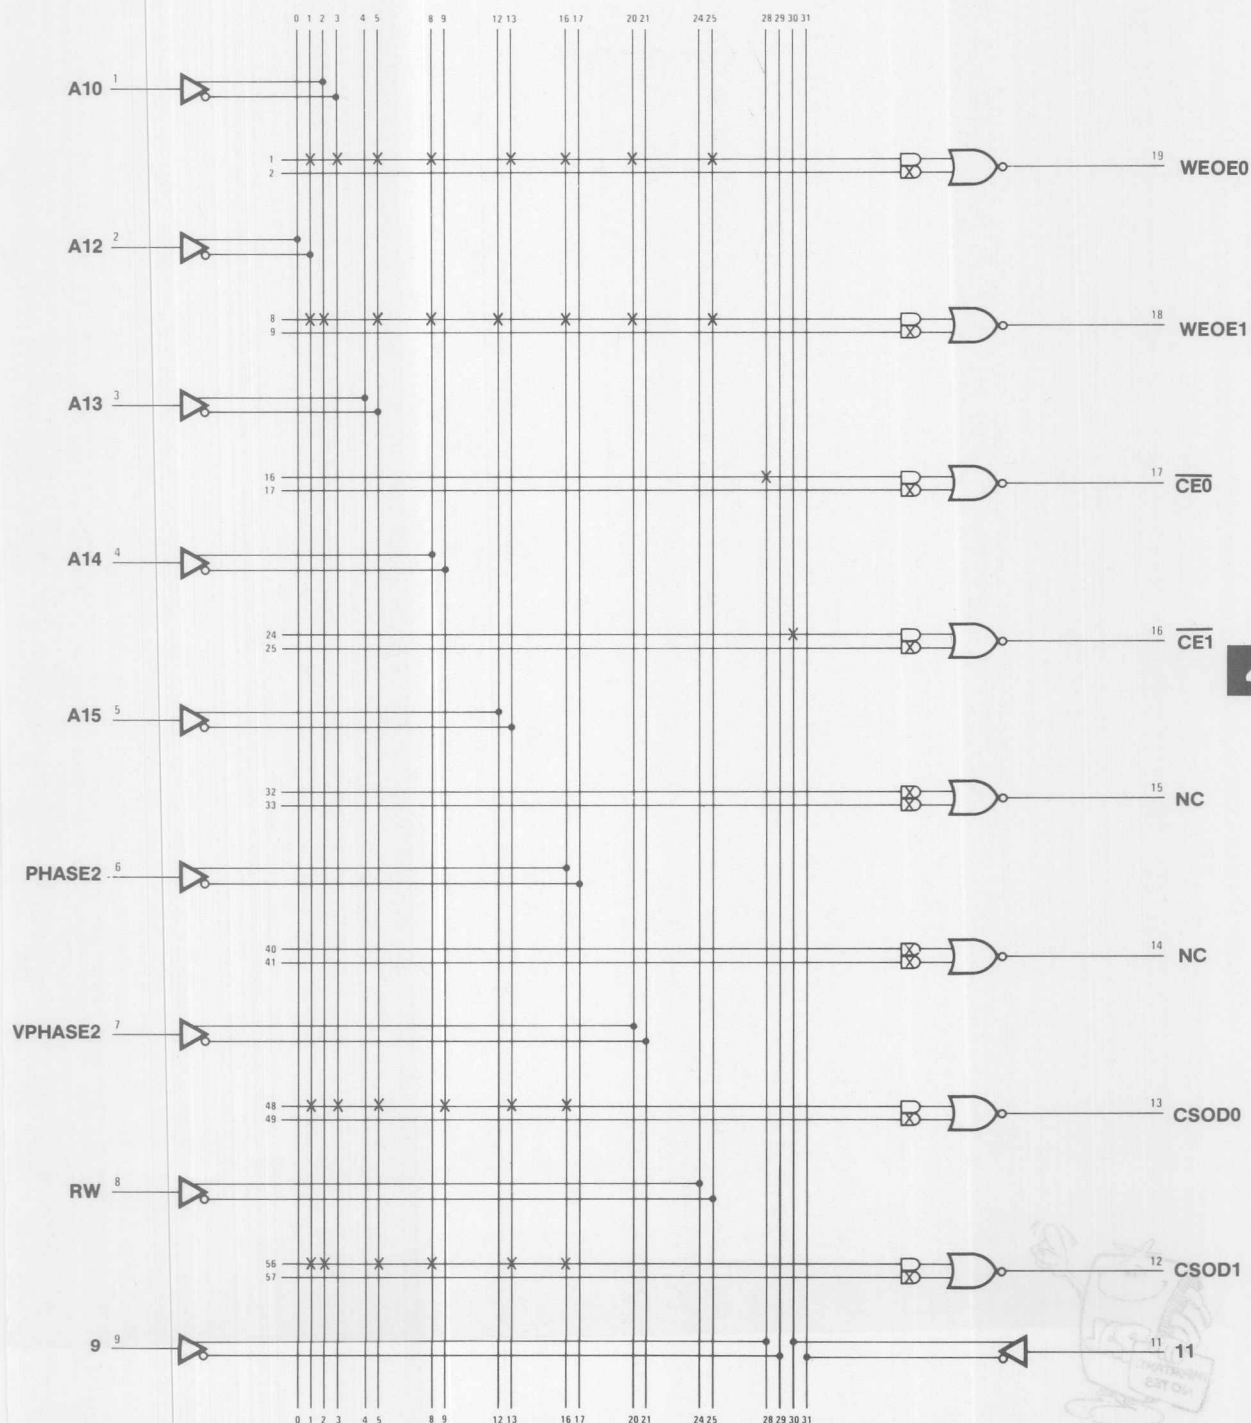 0 1 2 3 4 5 8 9 12 13 16 17 20 21 24 25 28 29 30 31
A10 1
1
2
19 WEOE0
A12 2
8
9
18 WEOE1
A13 3
16
17
17 CE0
A14 4
24
25
16 CE1
A15 5
32
33
15 NC
PHASE2 6
40
41
14 NC
VPHASE2 7
48
49
13 CSOD0
RW 8
56
57
12 CSOD1
9 9
11 11
0 1 2 3 4 5 8 9 12 13 16 17 20 21 24 25 28 29 30 31